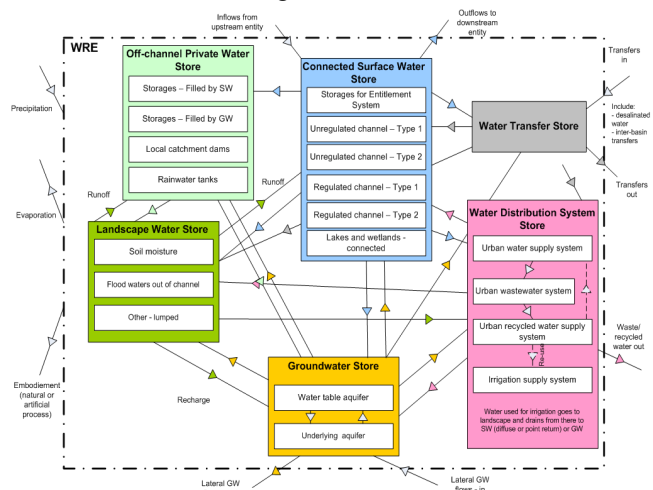 Inflows from
upstream entity
Outflows to
downstream
entity
WRE
Off-channel Private Water
Store
Storages – Filled by SW
Storages – Filled by GW
Local catchment dams
Rainwater tanks
Connected Surface Water
Store
Storages for Entitlement
System
Unregulated channel – Type 1
Unregulated channel – Type 2
Regulated channel – Type 1
Regulated channel – Type 2
Lakes and wetlands -
connected
Transfers
in
Include:
- desalinated
water
- inter-basin
transfers
Water Transfer Store
Transfers
out
Precipitation
Evaporation
Runoff
Runoff
Landscape Water Store
Soil moisture
Flood waters out of channel
Other - lumped
Water Distribution System
Store
Urban water supply system
Urban wastewater system
Urban recycled water supply
system
Re-use
Irrigation supply system
Water used for irrigation goes to
landscape and drains from there to
SW (diffuse or point return) or GW
Waste/
recycled
water out
Embodiement
(natural or
artificial
process)
Recharge
Groundwater Store
Water table aquifer
Underlying aquifer
Lateral GW
Lateral GW
flows - in